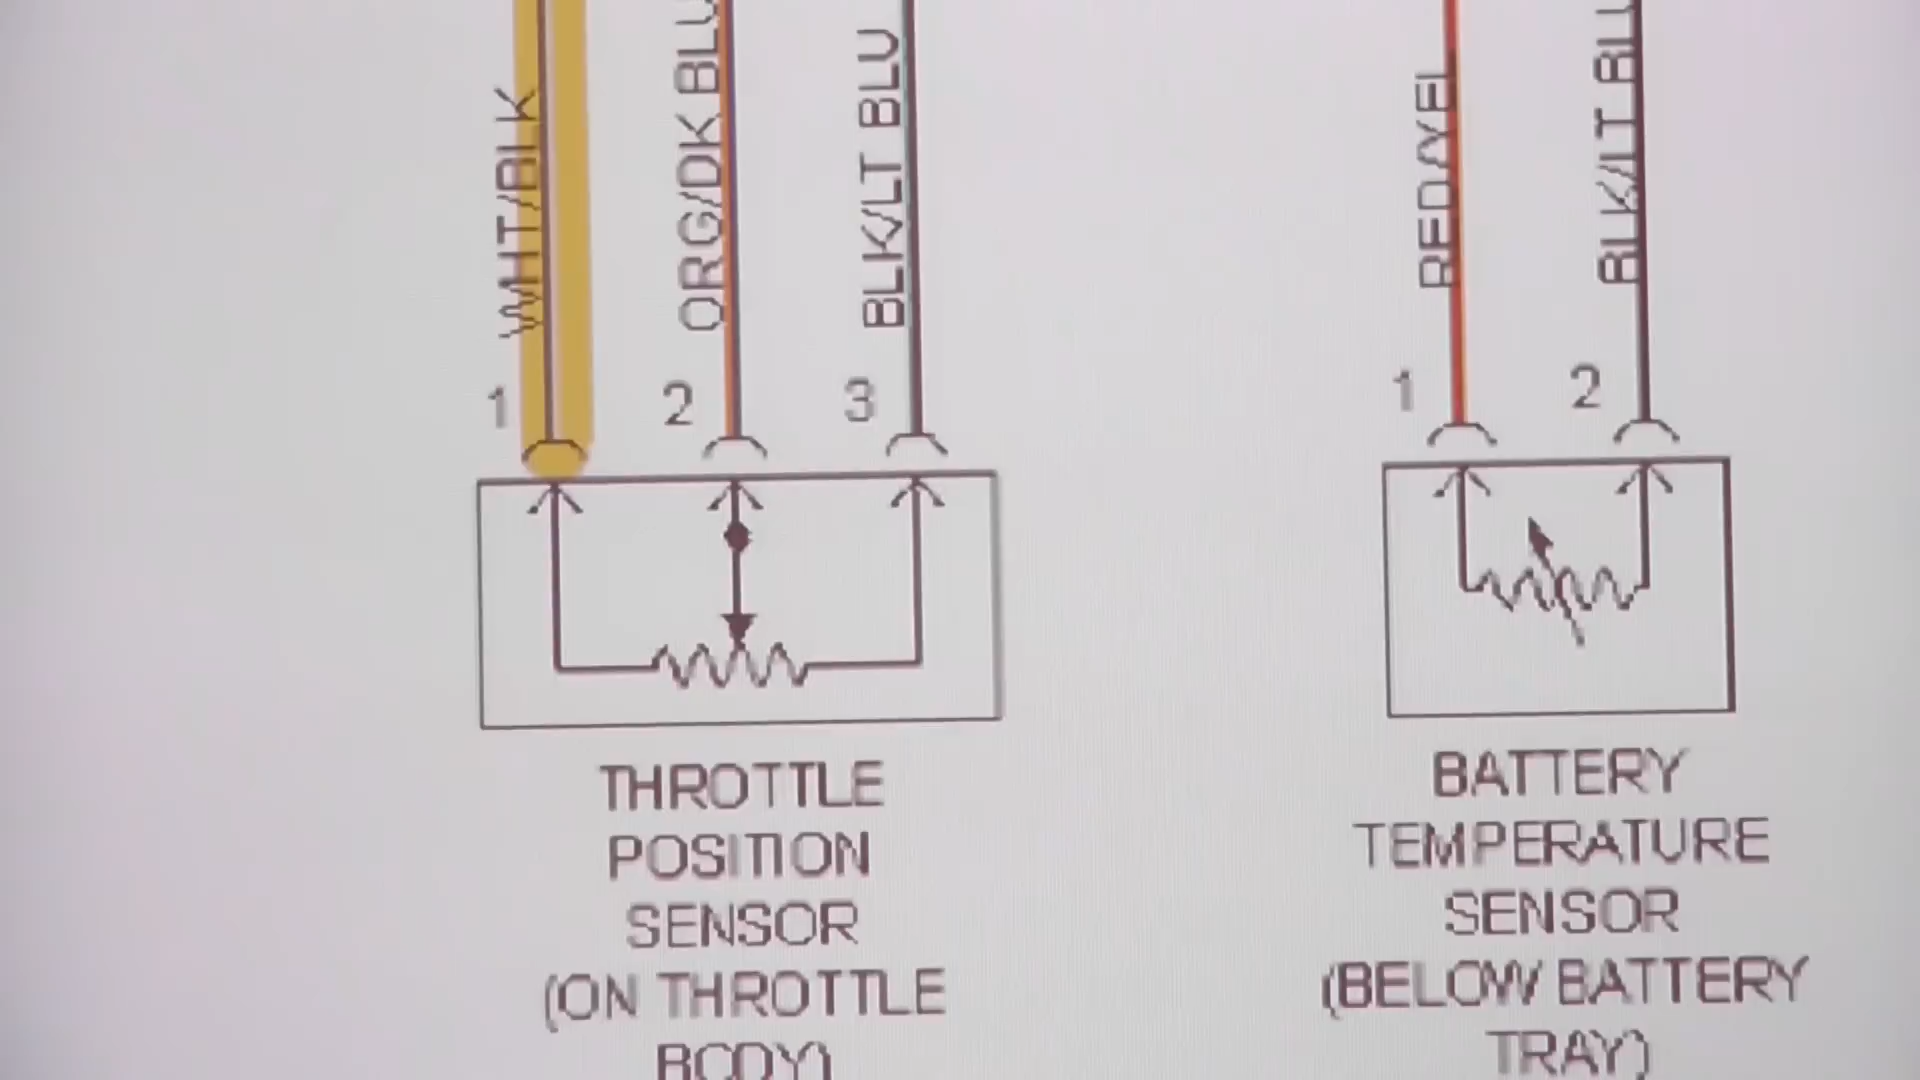 WHT/BLK
ORG/DK BLU
BLK/LT BLU
RED/YEL
BLK/LT BLU
1
2
3
1
2
THROTTLE
POSITION
SENSOR
(ON THROTTLE
BODY)
BATTERY
TEMPERATURE
SENSOR
(BELOW BATTERY
TRAY)